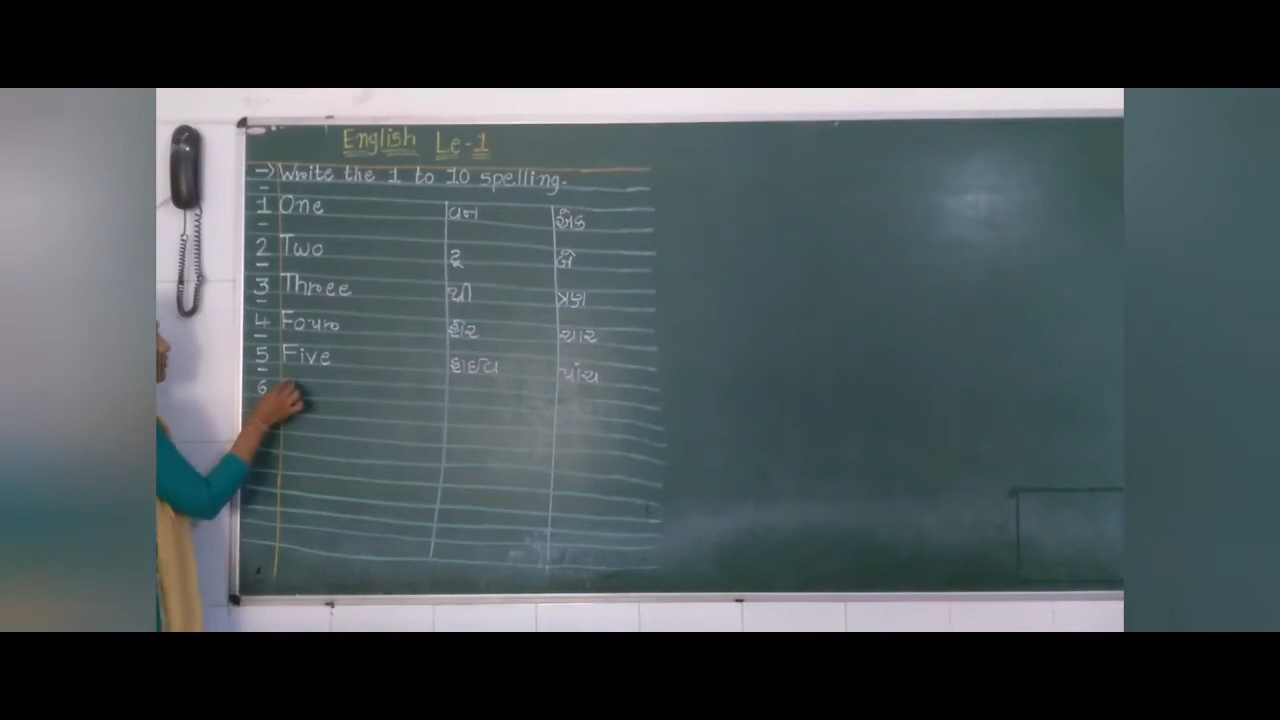 English Le-1
→ Write the 1 to 10 spelling.
1 One વન એક
2 Two ટૂ બે
3 Three થ્રી ત્રણ
4 Four ફોર ચાર
5 Five ફાઈવ પાંચ
6